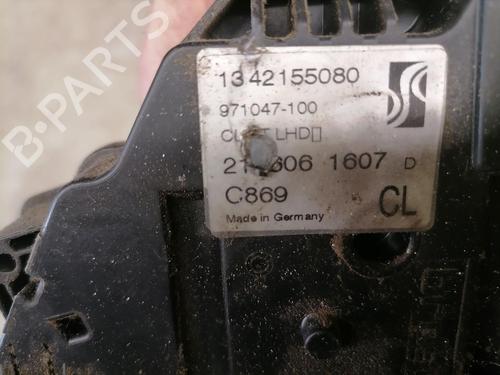 1342155080
971047-100
LHD
1607 D
C869
Made in Germany
CL
B-PARTS